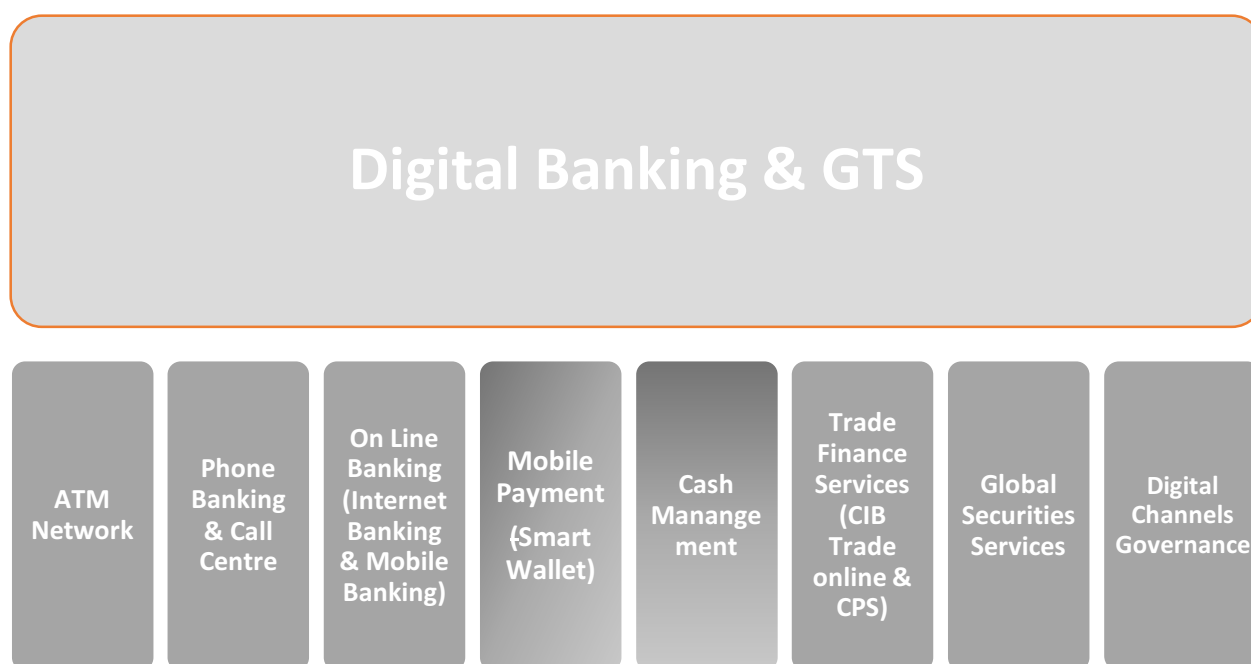 Digital Banking & GTS
ATM
Network
Phone
Banking
& Call
Centre
On Line
Banking
(Internet
Banking
& Mobile
Banking)
Mobile
Payment
(Smart
Wallet)
Cash
Manange
ment
Trade
Finance
Services
(CIB
Trade
online &
CPS)
Global
Securities
Services
Digital
Channels
Governance